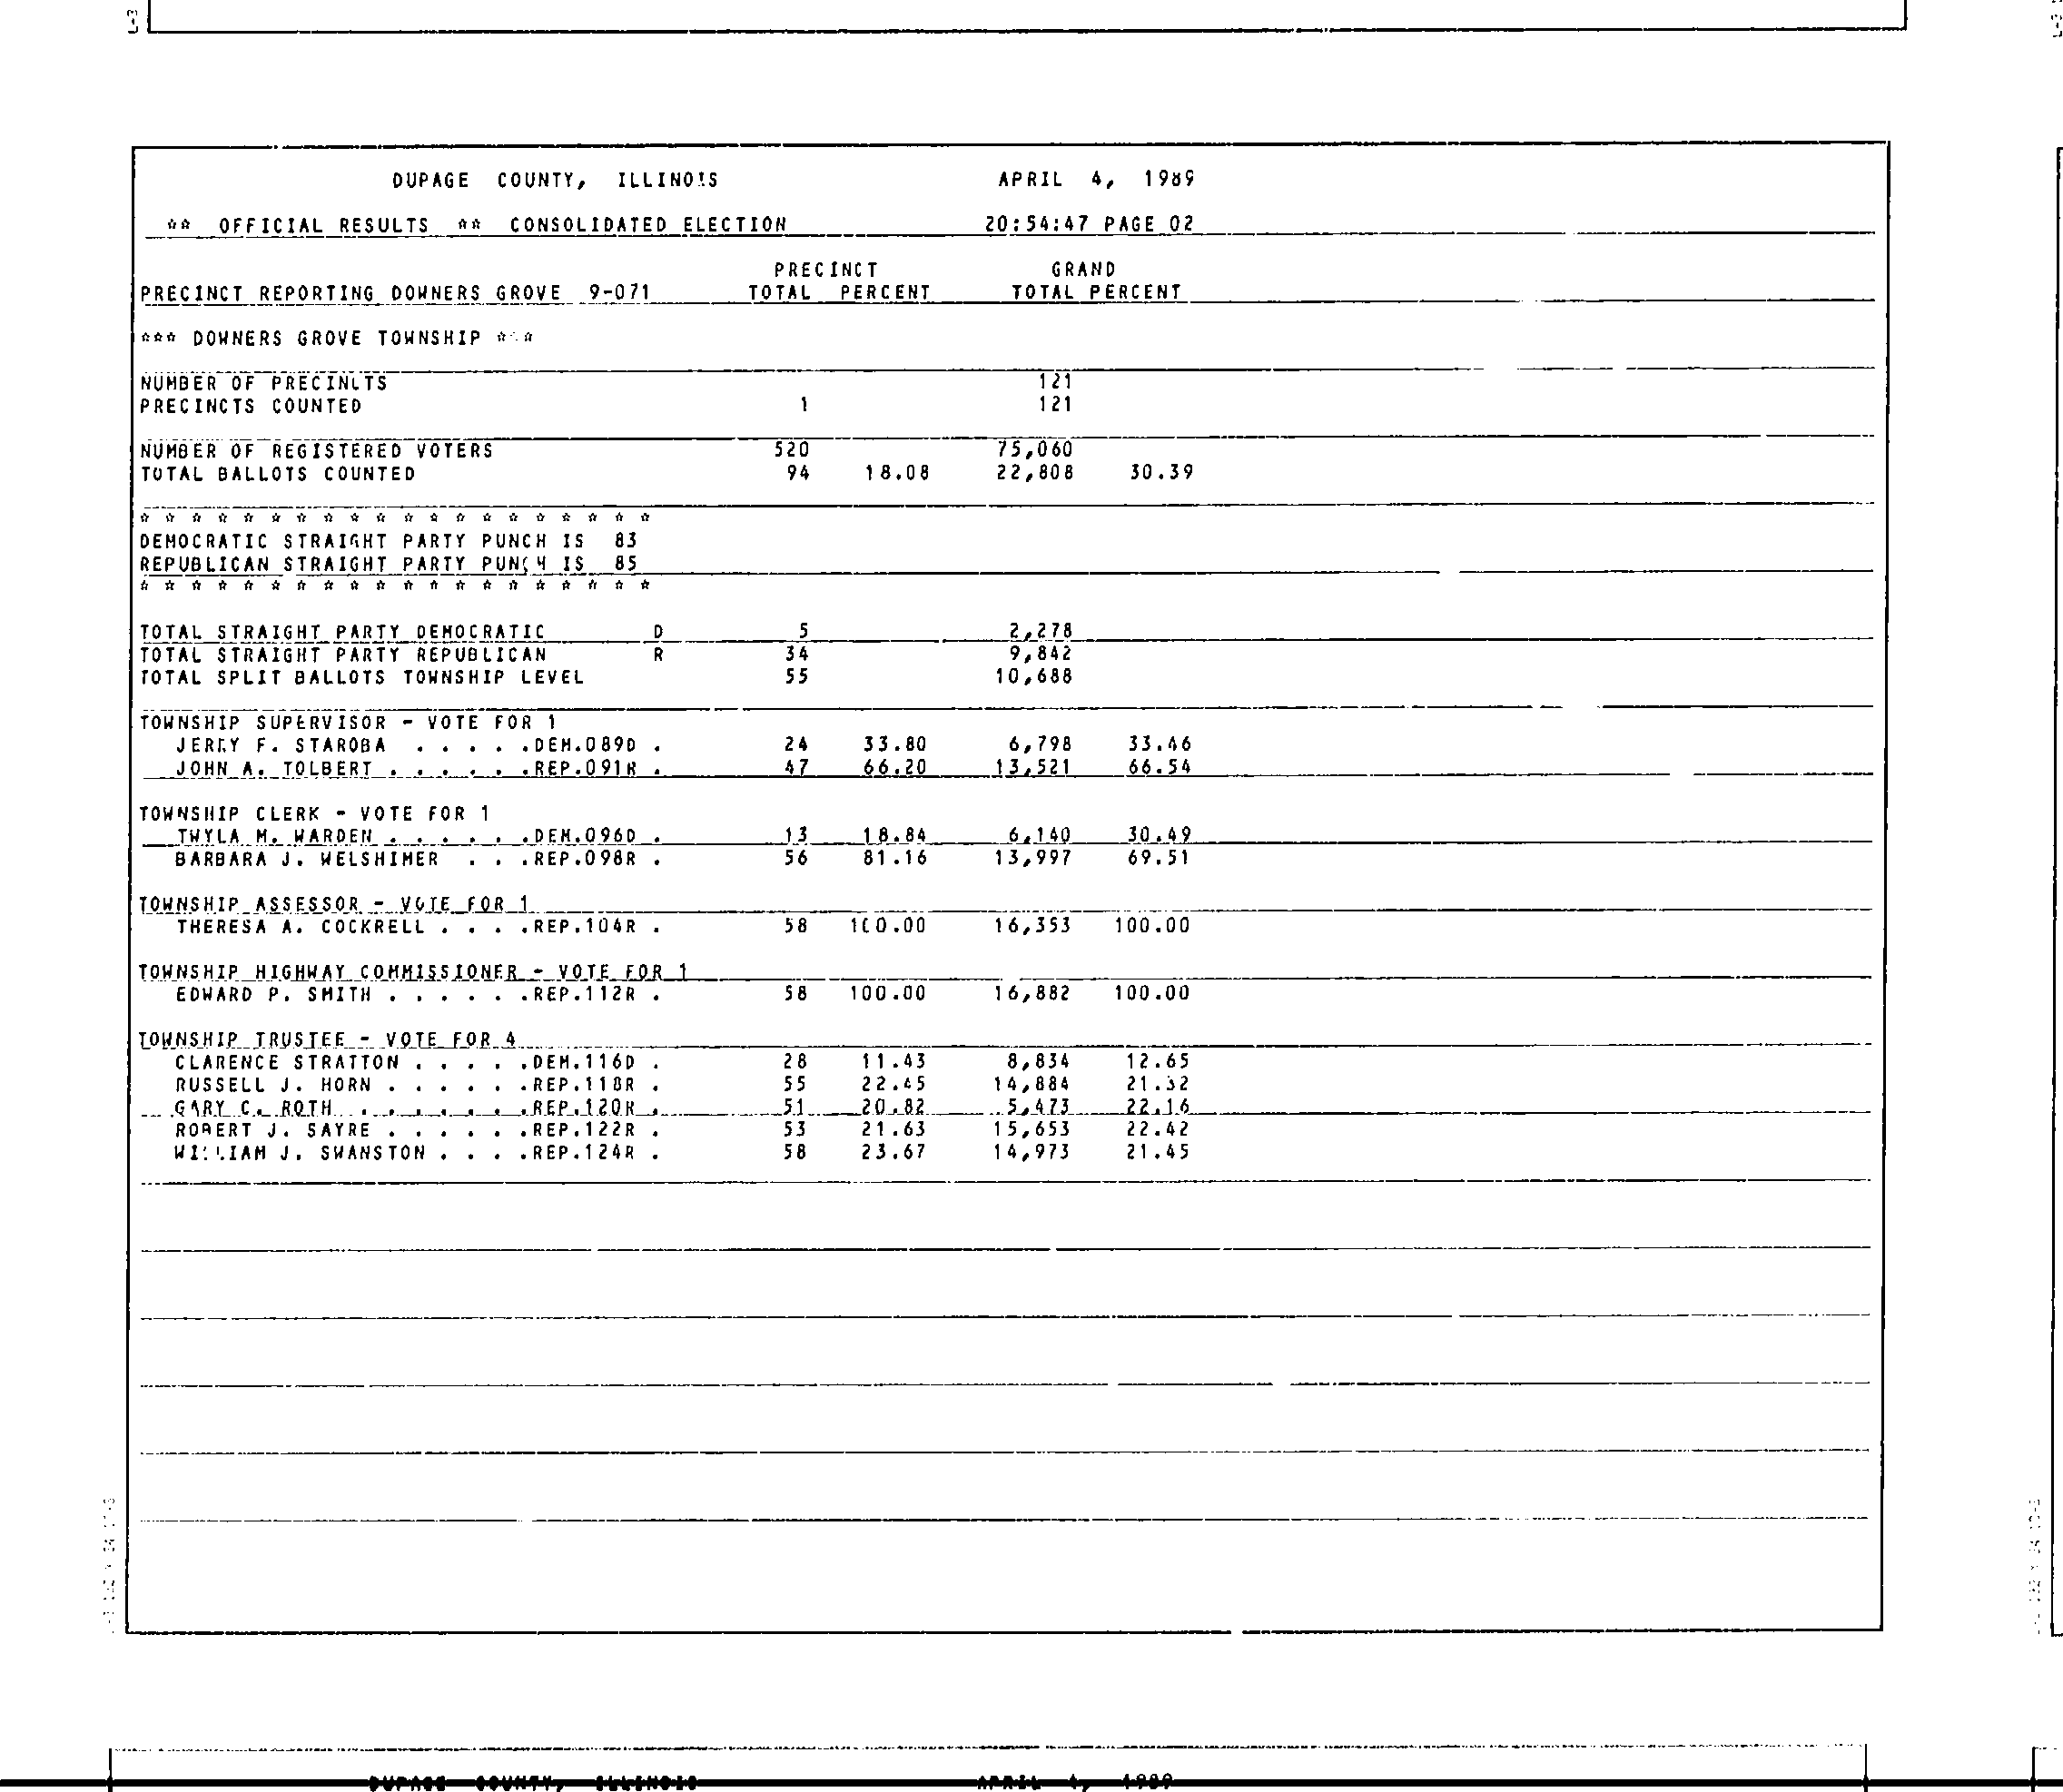 DUPAGE COUNTY, ILLINOIS APRIL 4, 1989
** OFFICIAL RESULTS ** CONSOLIDATED ELECTION 20:54:47 PAGE 02
PRECINCT GRAND
PRECINCT REPORTING DOWNERS GROVE 9-071 TOTAL PERCENT TOTAL PERCENT
*** DOWNERS GROVE TOWNSHIP ***
NUMBER OF PRECINCTS 121
PRECINCTS COUNTED 1 121
NUMBER OF REGISTERED VOTERS 520 75,060
TOTAL BALLOTS COUNTED 94 18.08 22,808 30.39
* * * * * * * * * * * * * * * * * * * *
DEMOCRATIC STRAIGHT PARTY PUNCH IS 83
REPUBLICAN STRAIGHT PARTY PUNCH IS 85
* * * * * * * * * * * * * * * * * * * *
TOTAL STRAIGHT PARTY DEMOCRATIC D 5 2,278
TOTAL STRAIGHT PARTY REPUBLICAN R 34 9,842
TOTAL SPLIT BALLOTS TOWNSHIP LEVEL 55 10,688
TOWNSHIP SUPERVISOR - VOTE FOR 1
JERRY F. STAROBA . . . . .DEM.089D . 24 33.80 6,798 33.46
JOHN A. TOLBERT . . . . . .REP.091R . 47 66.20 13,521 66.54
TOWNSHIP CLERK - VOTE FOR 1
TWYLA M. WARDEN . . . . . .DEM.096D . 13 18.84 6,140 30.49
BARBARA J. WELSHIMER . . .REP.098R . 56 81.16 13,997 69.51
TOWNSHIP ASSESSOR - VOTE FOR 1
THERESA A. COCKRELL . . . .REP.104R . 58 100.00 16,353 100.00
TOWNSHIP HIGHWAY COMMISSIONER - VOTE FOR 1
EDWARD P. SMITH . . . . . .REP.112R . 58 100.00 16,882 100.00
TOWNSHIP TRUSTEE - VOTE FOR 4
CLARENCE STRATTON . . . . .DEM.116D . 28 11.43 8,834 12.65
RUSSELL J. HORN . . . . . .REP.118R . 55 22.45 14,884 21.32
GARY C. ROTH . . . . . . . .REP.120R . 51 20.82 5,473 22.16
ROBERT J. SAYRE . . . . . .REP.122R . 53 21.63 15,653 22.42
WILLIAM J. SWANSTON . . . .REP.124R . 58 23.67 14,973 21.45
DUPAGE COUNTY, ILLINOIS APRIL 4, 1989